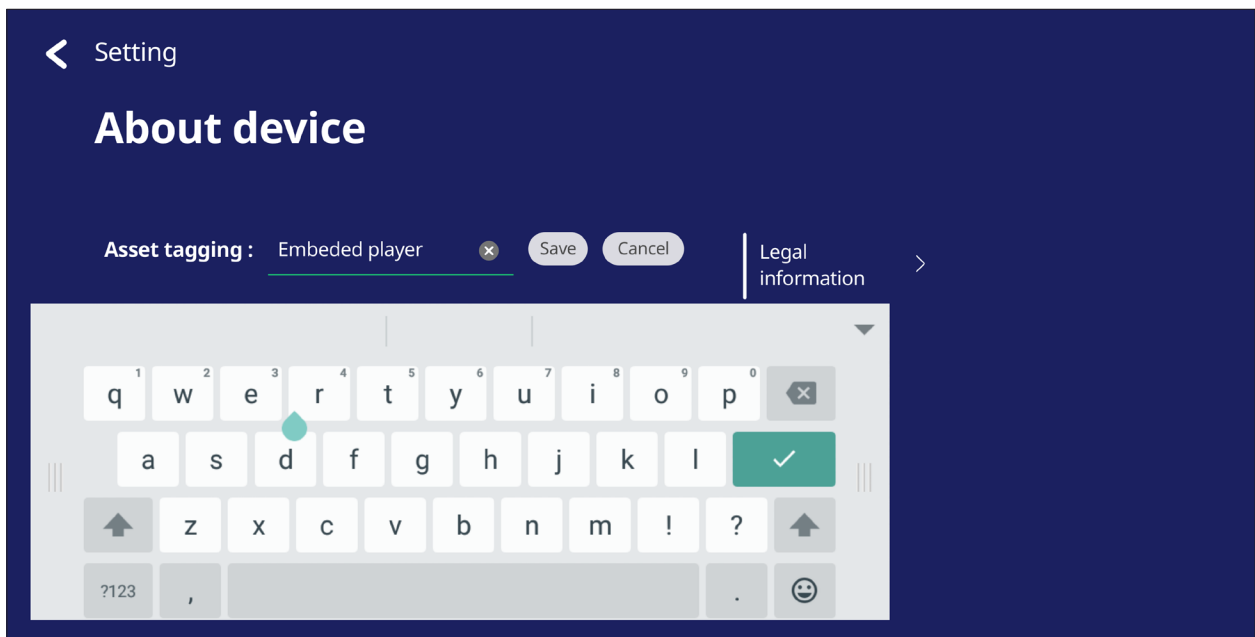 Setting
About device
Asset tagging : Embeded player Save Cancel
Legal
information
1 2 3 4 5 6 7 8 9 0
q w e r t y u i o p
a s d f g h j k l
z x c v b n m ! ?
?123 , .